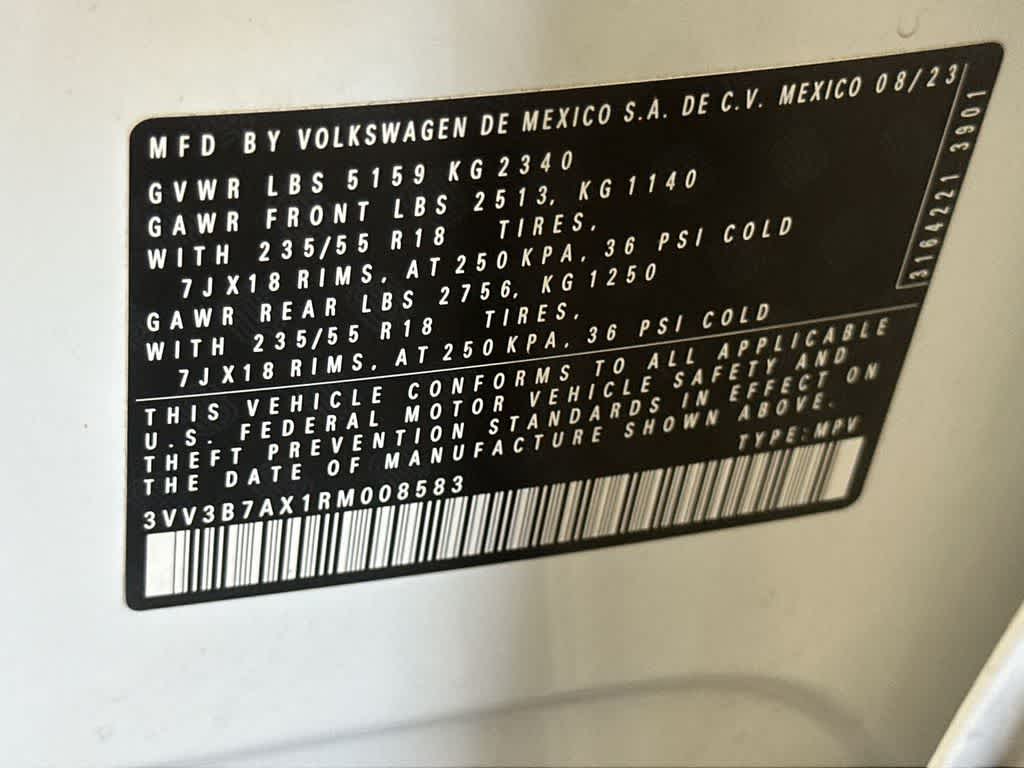 MFD BY VOLKSWAGEN DE MEXICO S.A. DE C.V. MEXICO 08/23
GVWR LBS 5159 KG 2340
GAWR FRONT LBS 2513, KG 1140
WITH 235/55 R18 TIRES,
7JX18 RIMS, AT 250 KPA, 36 PSI COLD
GAWR REAR LBS 2756, KG 1250
WITH 235/55 R18 TIRES,
7JX18 RIMS, AT 250 KPA, 36 PSI COLD
THIS VEHICLE CONFORMS TO ALL APPLICABLE
U.S. FEDERAL MOTOR VEHICLE SAFETY AND
THEFT PREVENTION STANDARDS IN EFFECT ON
THE DATE OF MANUFACTURE SHOWN ABOVE.
TYPE:MPV
3VV3B7AX1RM008583
3164221 3901